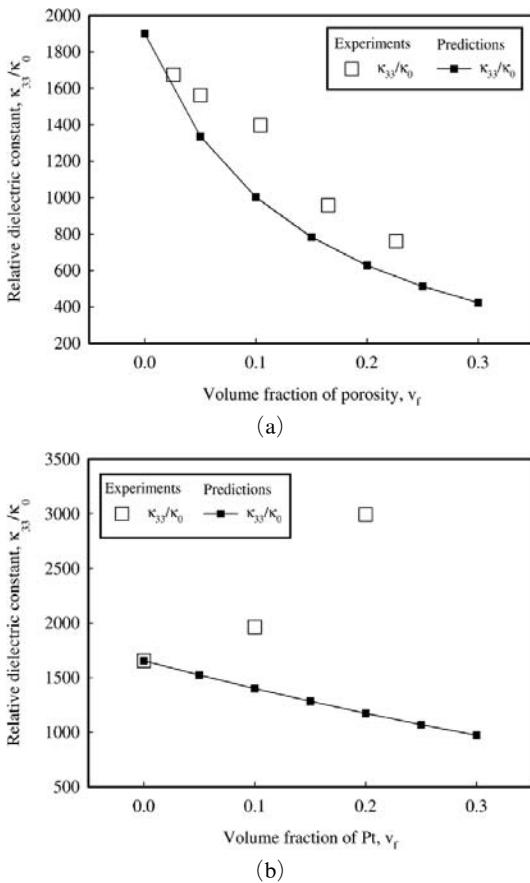 2000
1800
1600
1400
1200
1000
800
600
400
200
Relative dielectric constant, κ₃₃/κ₀
Experiments Predictions
κ₃₃/κ₀ κ₃₃/κ₀
0.0 0.1 0.2 0.3
Volume fraction of porosity, v_f
(a)
3500
3000
2500
2000
1500
1000
500
Relative dielectric constant, κ₃₃/κ₀
Experiments Predictions
κ₃₃/κ₀ κ₃₃/κ₀
0.0 0.1 0.2 0.3
Volume fraction of Pt, v_f
(b)